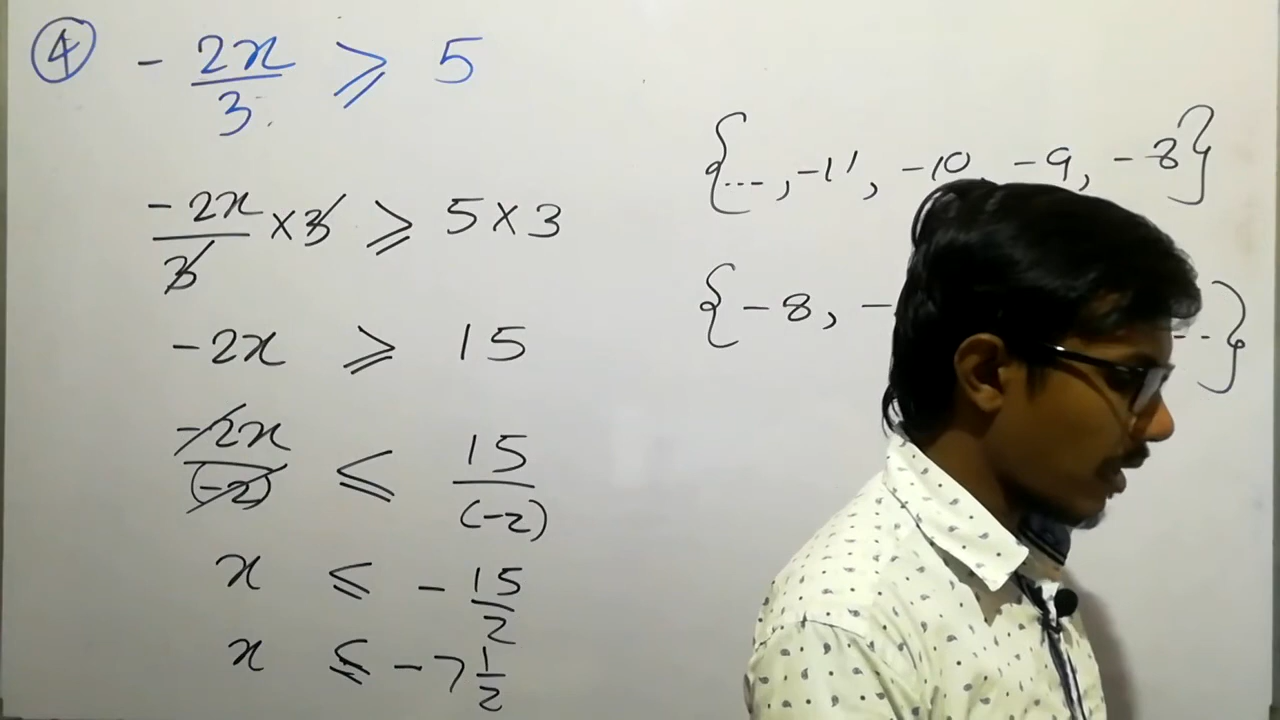 ④ - 2x/3 ⩾ 5
-2x/3 × 3 ⩾ 5 × 3
-2x ⩾ 15
-2x/(-2) ⩽ 15/(-2)
x ⩽ - 15/2
x ⩽ - 7 1/2
{..., -11, -10, -9, -8}
{-8, - ...}